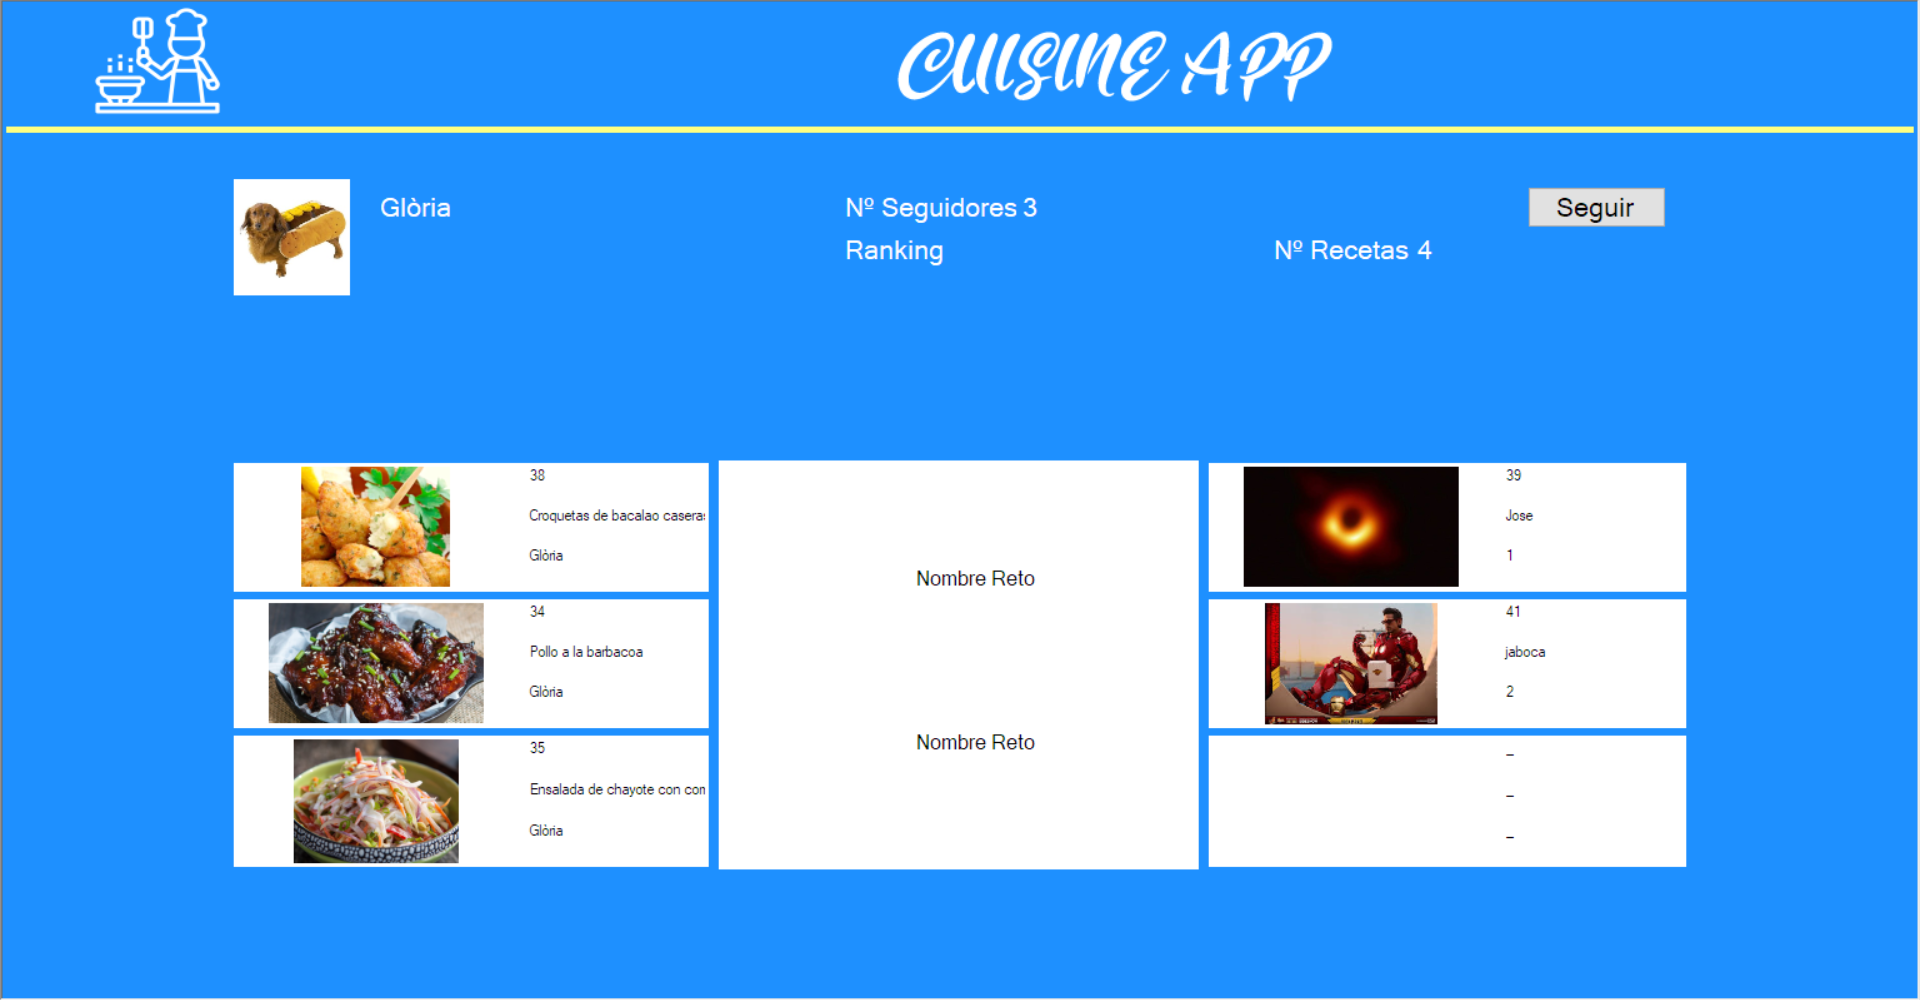 CUISINE APP
Glòria
Nº Seguidores 3
Seguir
Ranking
Nº Recetas 4
38
Croquetas de bacalao caseras
Glòria
34
Pollo a la barbacoa
Glòria
35
Ensalada de chayote con con
Glòria
Nombre Reto
Nombre Reto
39
Jose
1
41
jaboca
2
–
–
–